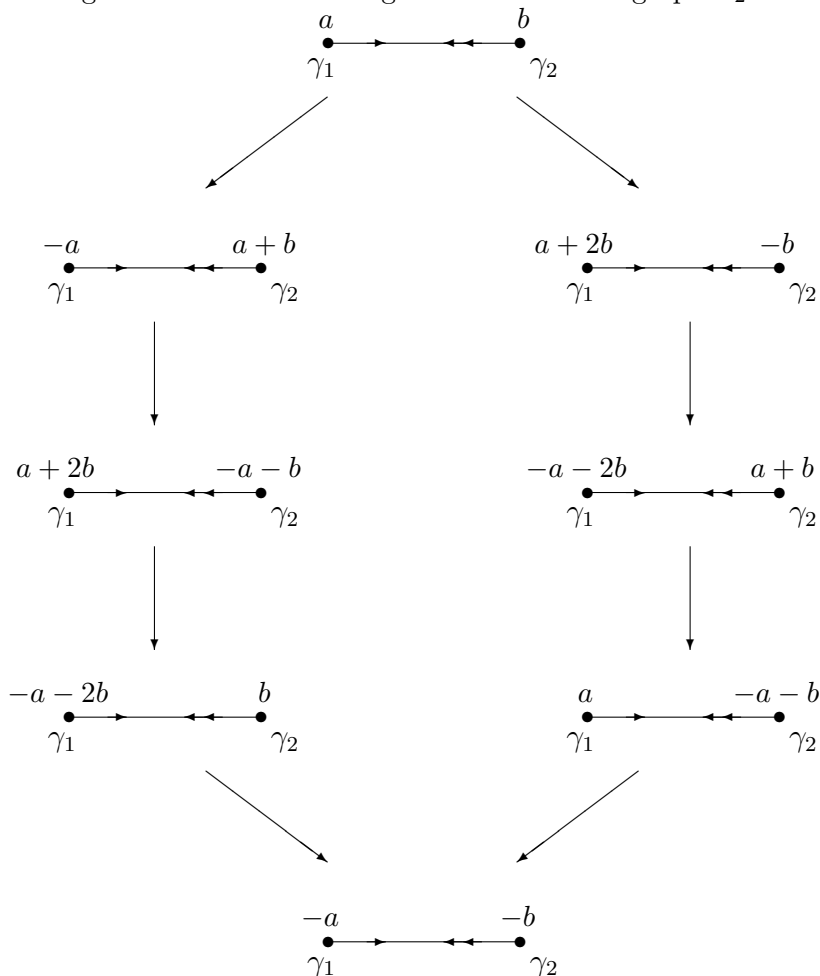 a b
γ₁ γ₂
−a a + b a + 2b −b
γ₁ γ₂ γ₁ γ₂
a + 2b −a − b −a − 2b a + b
γ₁ γ₂ γ₁ γ₂
−a − 2b b a −a − b
γ₁ γ₂ γ₁ γ₂
−a −b
γ₁ γ₂